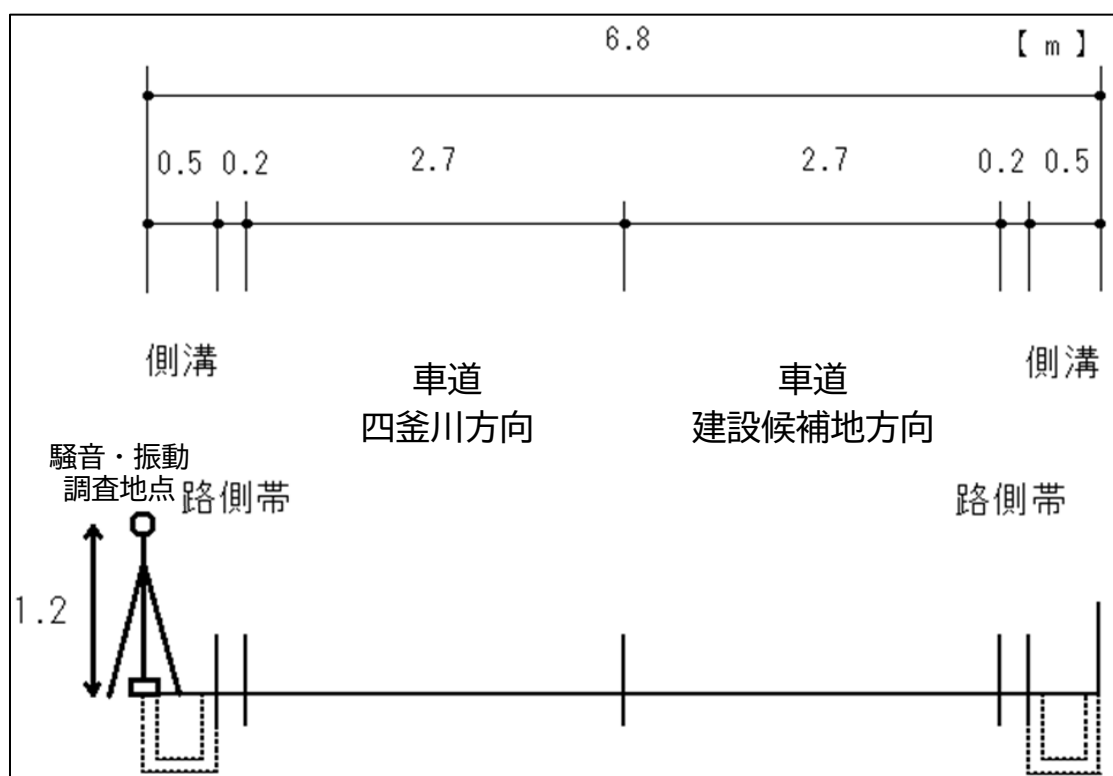 6.8
【 m 】
0.5 0.2 2.7 2.7 0.2 0.5
側溝
車道
四釜川方向
車道
建設候補地方向
側溝
騒音・振動
調査地点
路側帯
路側帯
1.2